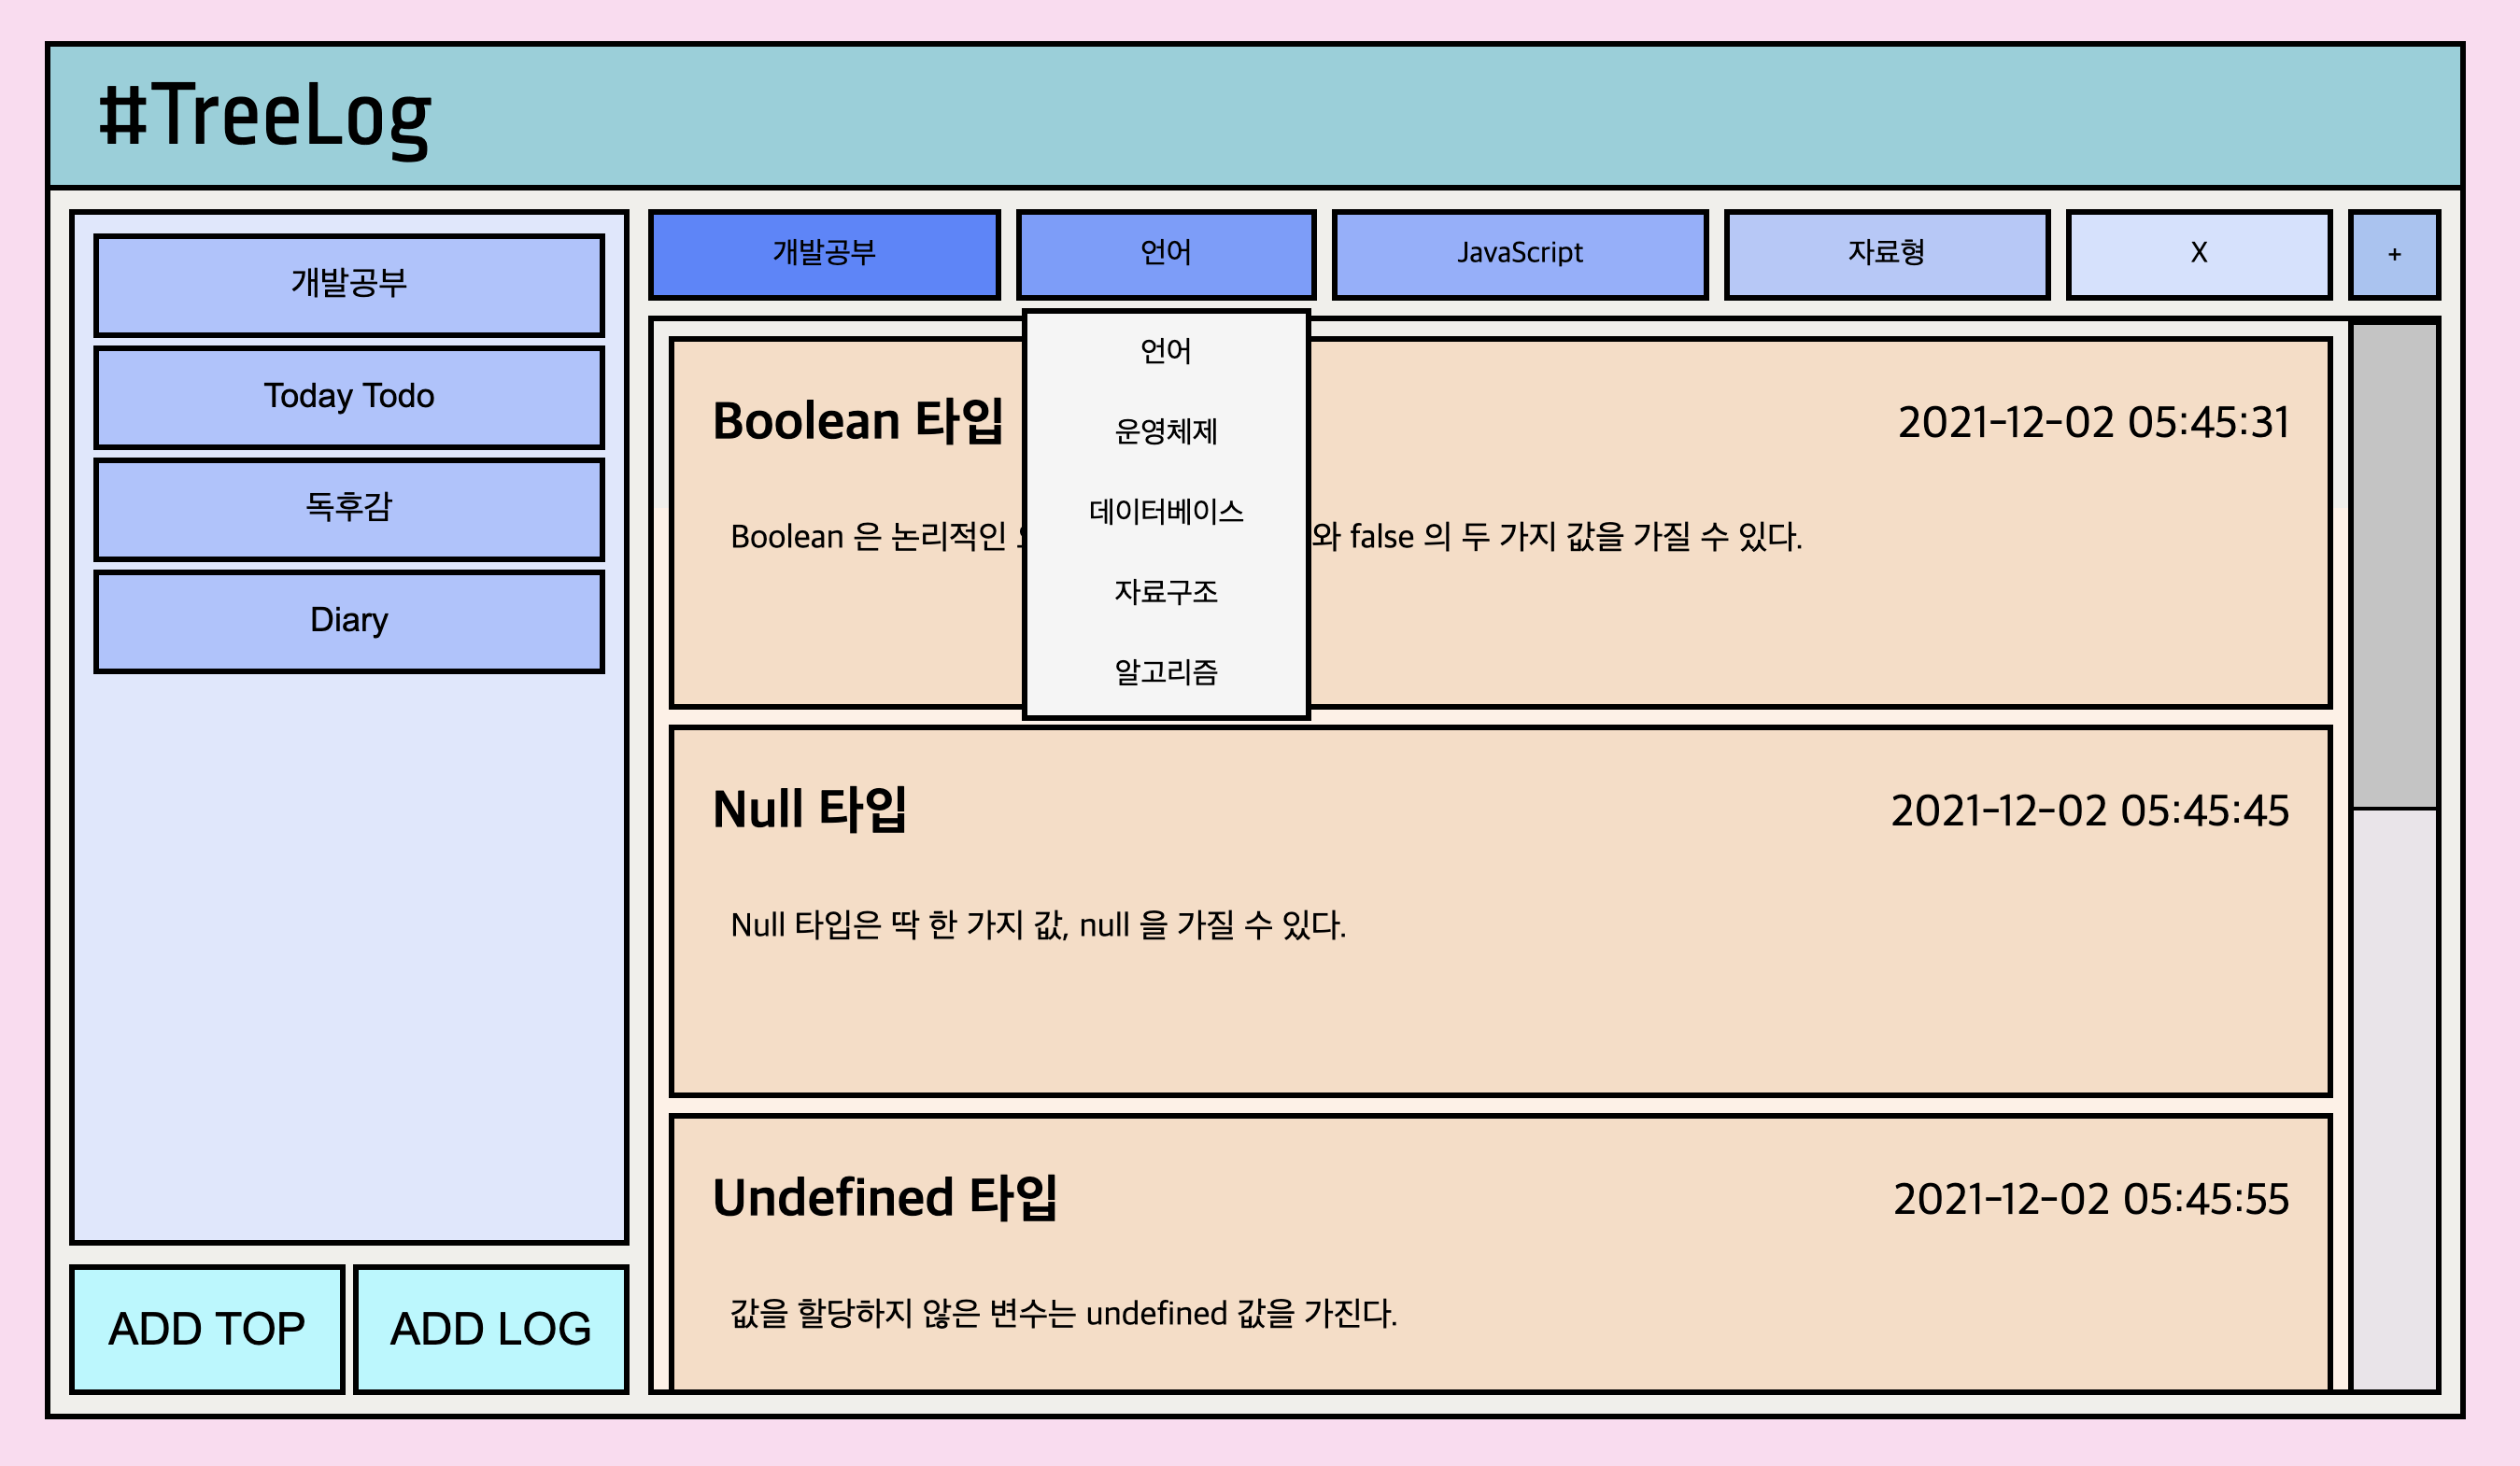 #TreeLog
개발공부
Today Todo
독후감
Diary
ADD TOP
ADD LOG
개발공부
언어
JavaScript
자료형
X
+
언어
운영체제
데이터베이스
자료구조
알고리즘
Boolean 타입
2021-12-02 05:45:31
Boolean 은 논리적인
와 false 의 두 가지 값을 가질 수 있다.
Null 타입
2021-12-02 05:45:45
Null 타입은 딱 한 가지 값, null 을 가질 수 있다.
Undefined 타입
2021-12-02 05:45:55
값을 할당하지 않은 변수는 undefined 값을 가진다.